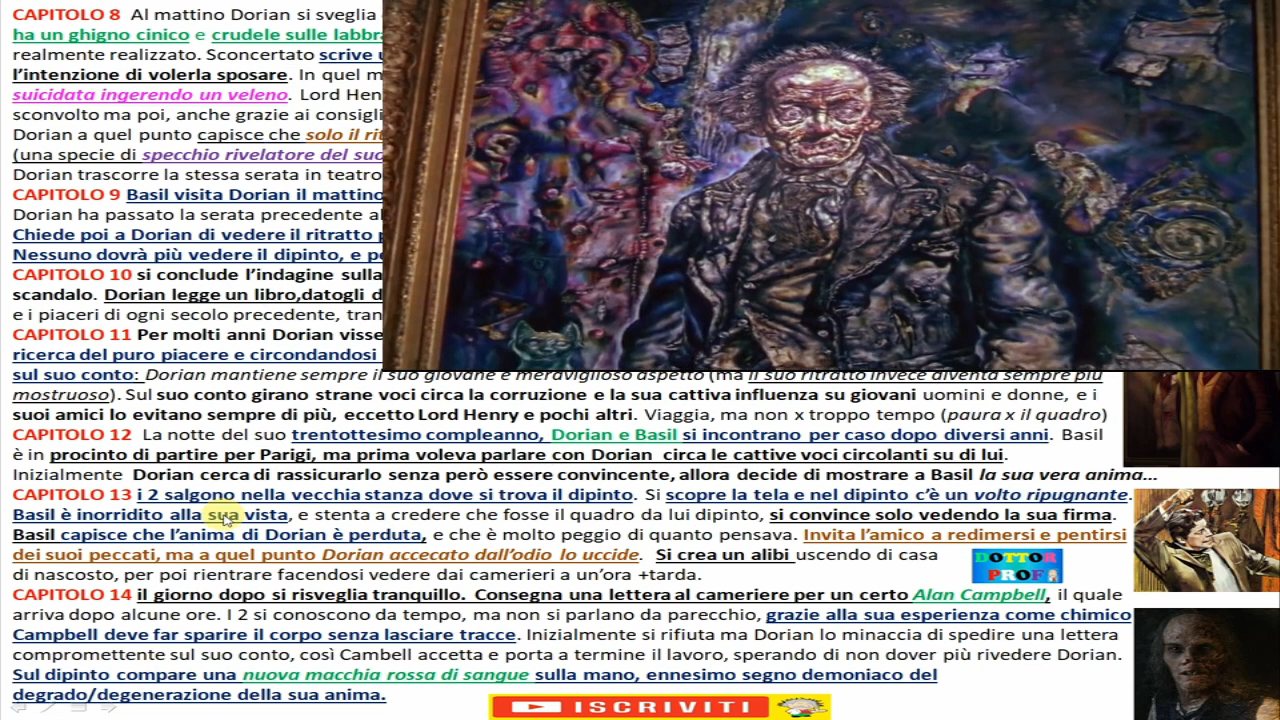 CAPITOLO 8 Al mattino Dorian si sveglia
ha un ghigno cinico e crudele sulle labbra
realmente realizzato. Sconcertato scrive u
l'intenzione di volerla sposare. In quel m
suicidata ingerendo un veleno. Lord Hen
sconvolto ma poi, anche grazie ai consigli
Dorian a quel punto capisce che solo il rit
(una specie di specchio rivelatore del suo
Dorian trascorre la stessa serata in teatro
CAPITOLO 9 Basil visita Dorian il mattino
Dorian ha passato la serata precedente al
Chiede poi a Dorian di vedere il ritratto p
Nessuno dovrà più vedere il dipinto, e pe
CAPITOLO 10 si conclude l'indagine sulla
scandalo. Dorian legge un libro,datogli d
e i piaceri di ogni secolo precedente, tran
CAPITOLO 11 Per molti anni Dorian visse
ricerca del puro piacere e circondandosi
sul suo conto: Dorian mantiene sempre il suo giovane e meraviglioso aspetto (ma il suo ritratto invece diventa sempre più
mostruoso). Sul suo conto girano strane voci circa la corruzione e la sua cattiva influenza su giovani uomini e donne, e i
suoi amici lo evitano sempre di più, eccetto Lord Henry e pochi altri. Viaggia, ma non x troppo tempo (paura x il quadro)
CAPITOLO 12 La notte del suo trentottesimo compleanno, Dorian e Basil si incontrano per caso dopo diversi anni. Basil
è in procinto di partire per Parigi, ma prima voleva parlare con Dorian circa le cattive voci circolanti su di lui.
Inizialmente Dorian cerca di rassicurarlo senza però essere convincente, allora decide di mostrare a Basil la sua vera anima...
CAPITOLO 13 i 2 salgono nella vecchia stanza dove si trova il dipinto. Si scopre la tela e nel dipinto c'è un volto ripugnante.
Basil è inorridito alla sua vista, e stenta a credere che fosse il quadro da lui dipinto, si convince solo vedendo la sua firma.
Basil capisce che l'anima di Dorian è perduta, e che è molto peggio di quanto pensava. Invita l'amico a redimersi e pentirsi
dei suoi peccati, ma a quel punto Dorian accecato dall'odio lo uccide. Si crea un alibi uscendo di casa
di nascosto, per poi rientrare facendosi vedere dai camerieri a un'ora +tarda.
DOTTOR
PROF
CAPITOLO 14 il giorno dopo si risveglia tranquillo. Consegna una lettera al cameriere per un certo Alan Campbell, il quale
arriva dopo alcune ore. I 2 si conoscono da tempo, ma non si parlano da parecchio, grazie alla sua esperienza come chimico
Campbell deve far sparire il corpo senza lasciare tracce. Inizialmente si rifiuta ma Dorian lo minaccia di spedire una lettera
compromettente sul suo conto, così Cambell accetta e porta a termine il lavoro, sperando di non dover più rivedere Dorian.
Sul dipinto compare una nuova macchia rossa di sangue sulla mano, ennesimo segno demoniaco del
degrado/degenerazione della sua anima.
ISCRIVITI